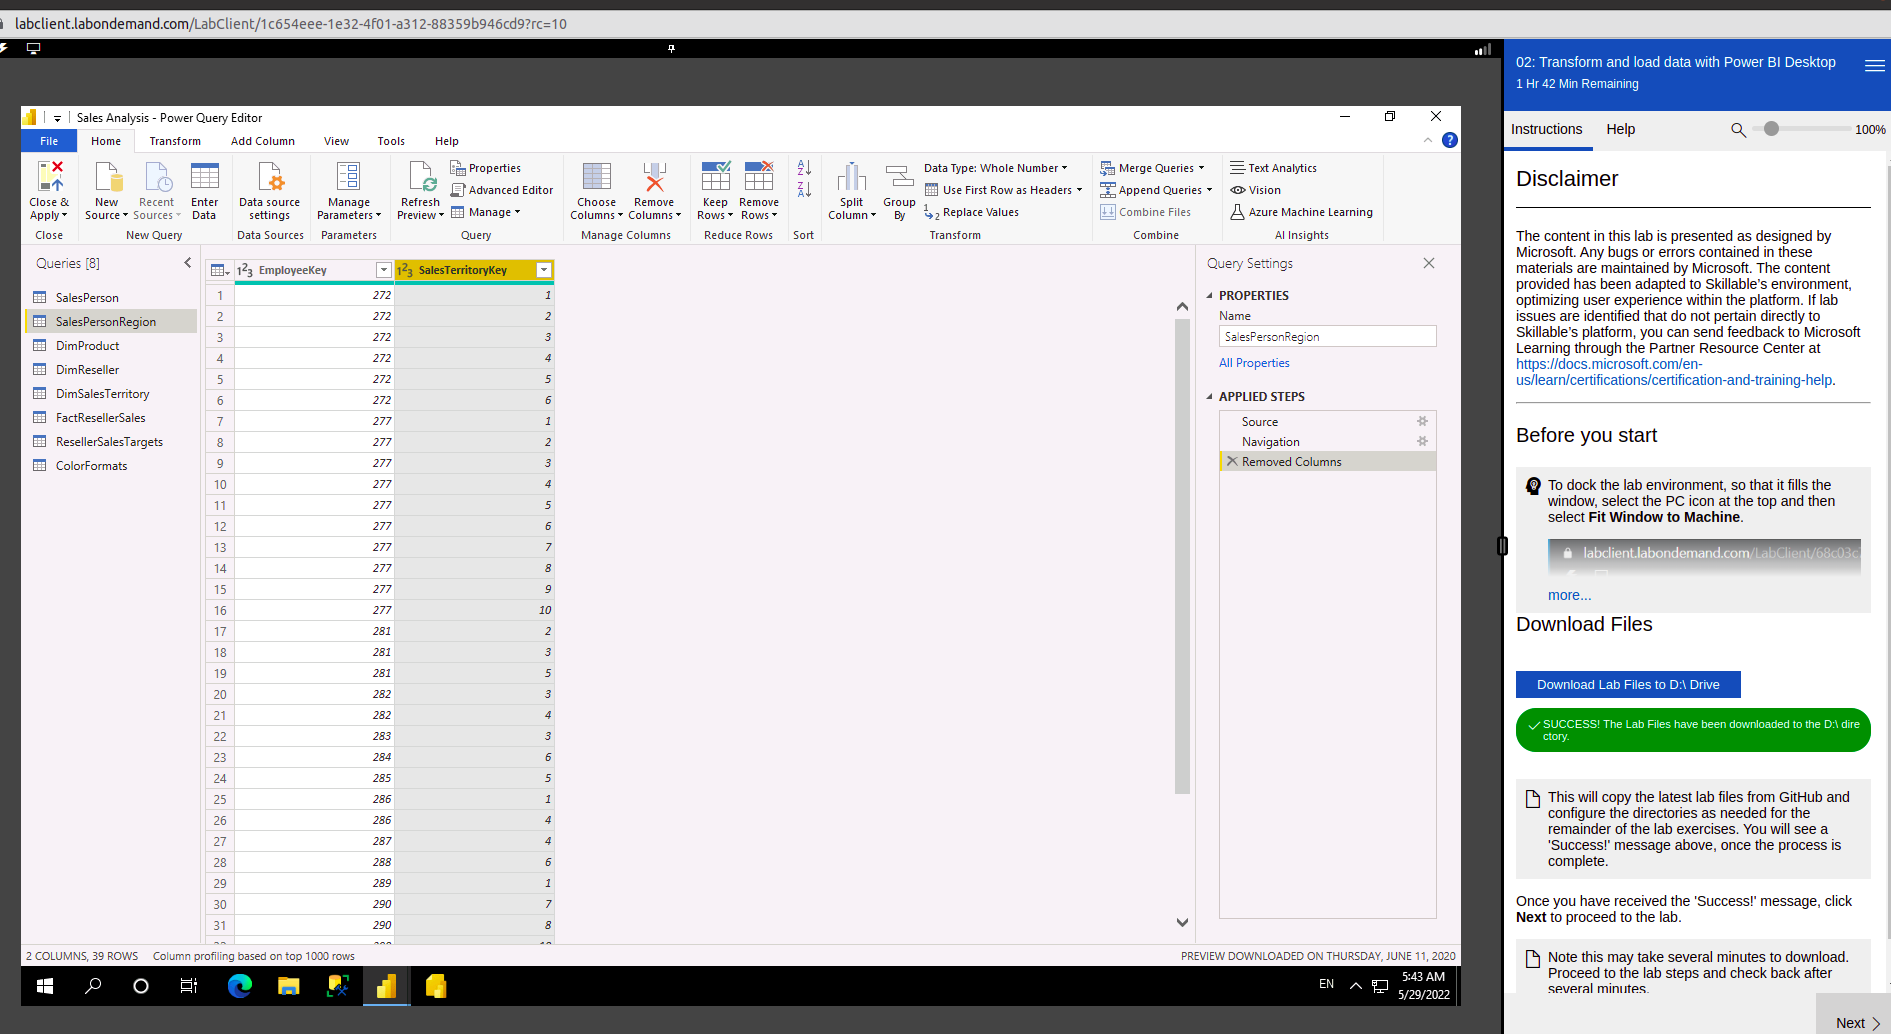 labclient.labondemand.com/LabClient/1c654eee-1e32-4f01-a312-88359b946cd9?rc=10
Sales Analysis - Power Query Editor
File Home Transform Add Column View Tools Help
Close & Apply
Close
New Source
Recent Sources
Enter Data
New Query
Data source settings
Data Sources
Manage Parameters
Parameters
Refresh Preview
Properties
Advanced Editor
Manage
Query
Choose Columns
Remove Columns
Manage Columns
Keep Rows
Remove Rows
Reduce Rows
Sort
Split Column
Group By
Data Type: Whole Number
Use First Row as Headers
Replace Values
Transform
Merge Queries
Append Queries
Combine Files
Combine
Text Analytics
Vision
Azure Machine Learning
AI Insights
Queries [8]
SalesPerson
SalesPersonRegion
DimProduct
DimReseller
DimSalesTerritory
FactResellerSales
ResellerSalesTargets
ColorFormats
123 EmployeeKey 123 SalesTerritoryKey
1 272 1
2 272 2
3 272 3
4 272 4
5 272 5
6 272 6
7 277 1
8 277 2
9 277 3
10 277 4
11 277 5
12 277 6
13 277 7
14 277 8
15 277 9
16 277 10
17 281 2
18 281 3
19 281 5
20 282 3
21 282 4
22 283 3
23 284 6
24 285 5
25 286 1
26 286 4
27 287 4
28 288 6
29 289 1
30 290 7
31 290 8
Query Settings
PROPERTIES
Name
SalesPersonRegion
All Properties
APPLIED STEPS
Source
Navigation
Removed Columns
2 COLUMNS, 39 ROWS Column profiling based on top 1000 rows
PREVIEW DOWNLOADED ON THURSDAY, JUNE 11, 2020
EN
5:43 AM
5/29/2022
02: Transform and load data with Power BI Desktop
1 Hr 42 Min Remaining
Instructions Help 100%
Disclaimer
The content in this lab is presented as designed by
Microsoft. Any bugs or errors contained in these
materials are maintained by Microsoft. The content
provided has been adapted to Skillable's environment,
optimizing user experience within the platform. If lab
issues are identified that do not pertain directly to
Skillable's platform, you can send feedback to Microsoft
Learning through the Partner Resource Center at
https://docs.microsoft.com/en-
us/learn/certifications/certification-and-training-help.
Before you start
To dock the lab environment, so that it fills the
window, select the PC icon at the top and then
select Fit Window to Machine.
labclient.labondemand.com/LabClient/68c03c
more...
Download Files
Download Lab Files to D:\ Drive
SUCCESS! The Lab Files have been downloaded to the D:\ dire
ctory.
This will copy the latest lab files from GitHub and
configure the directories as needed for the
remainder of the lab exercises. You will see a
'Success!' message above, once the process is
complete.
Once you have received the 'Success!' message, click
Next to proceed to the lab.
Note this may take several minutes to download.
Proceed to the lab steps and check back after
several minutes.
Next